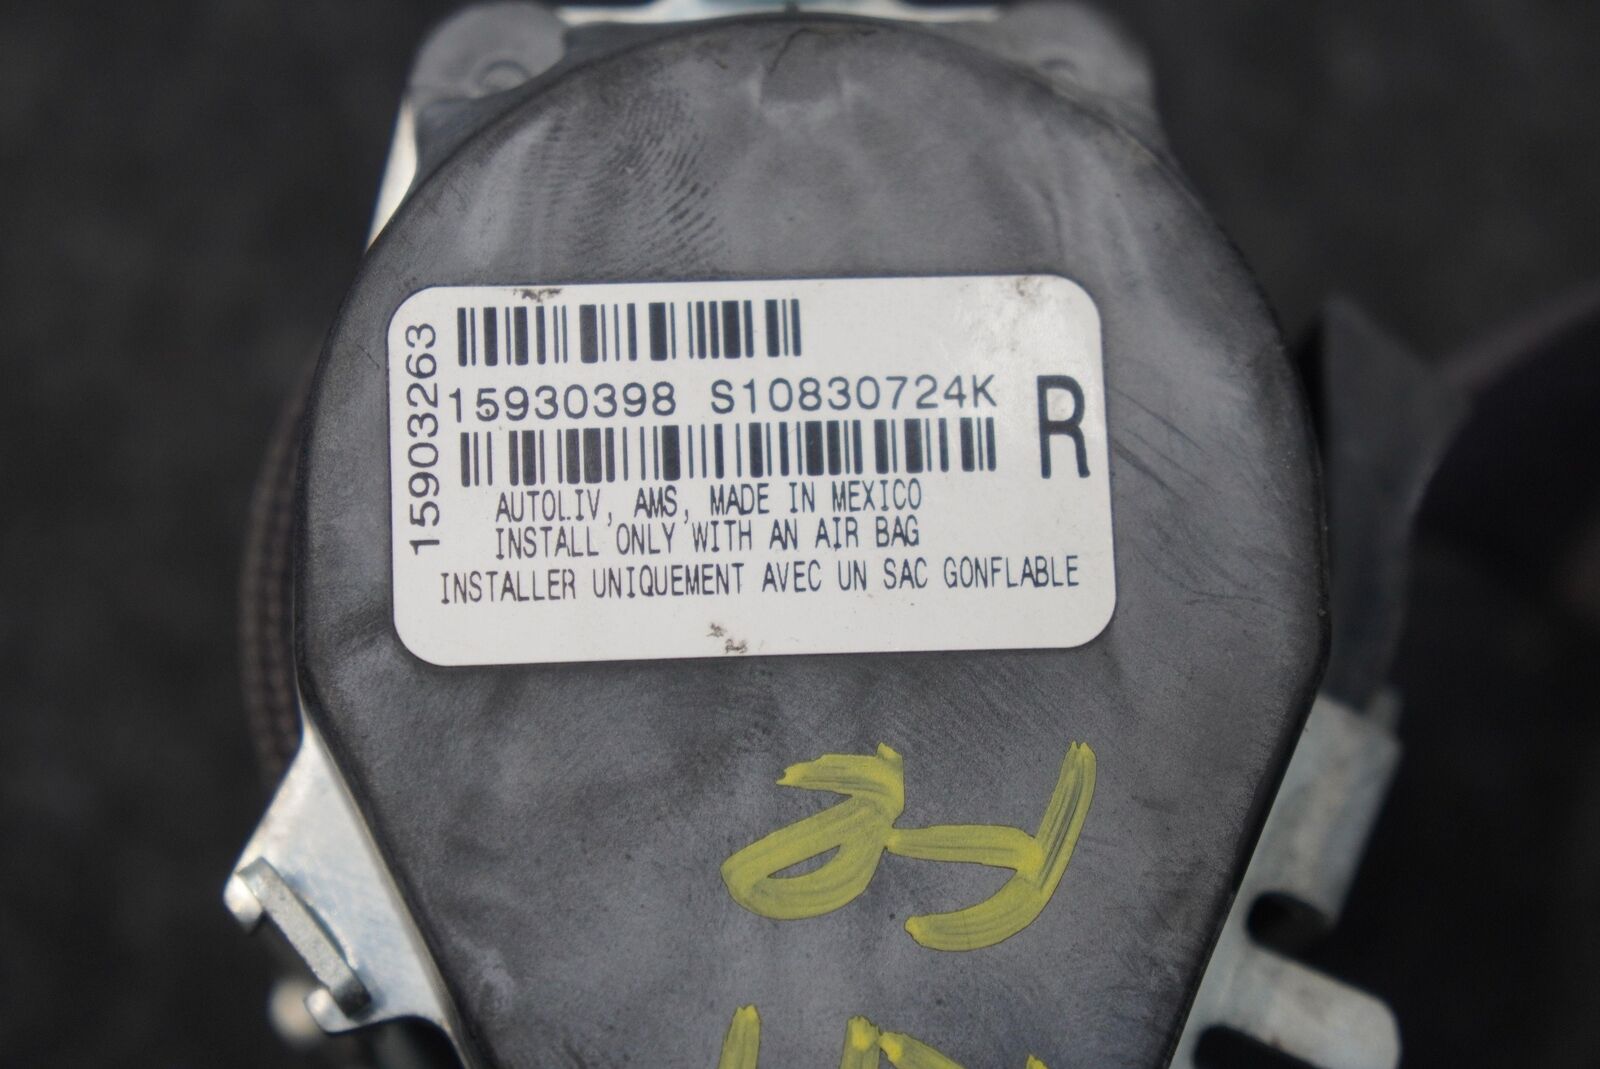 15903263
15930398 S10830724K
R
AUTOLIV, AMS, MADE IN MEXICO
INSTALL ONLY WITH AN AIR BAG
INSTALLER UNIQUEMENT AVEC UN SAC GONFLABLE